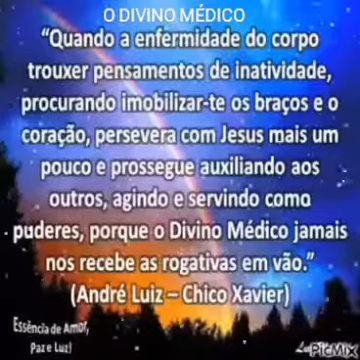 O DIVINO MÉDICO
“Quando a enfermidade do corpo
trouxer pensamentos de inatividade,
procurando imobilizar-te os braços e o
coração, persevera com Jesus mais um
pouco e prossegue auxiliando aos
outros, agindo e servindo como
puderes, porque o Divino Médico jamais
nos recebe as rogativas em vão.”
(André Luiz – Chico Xavier)
Essência de Amor,
Paz e Luz!
PicMix